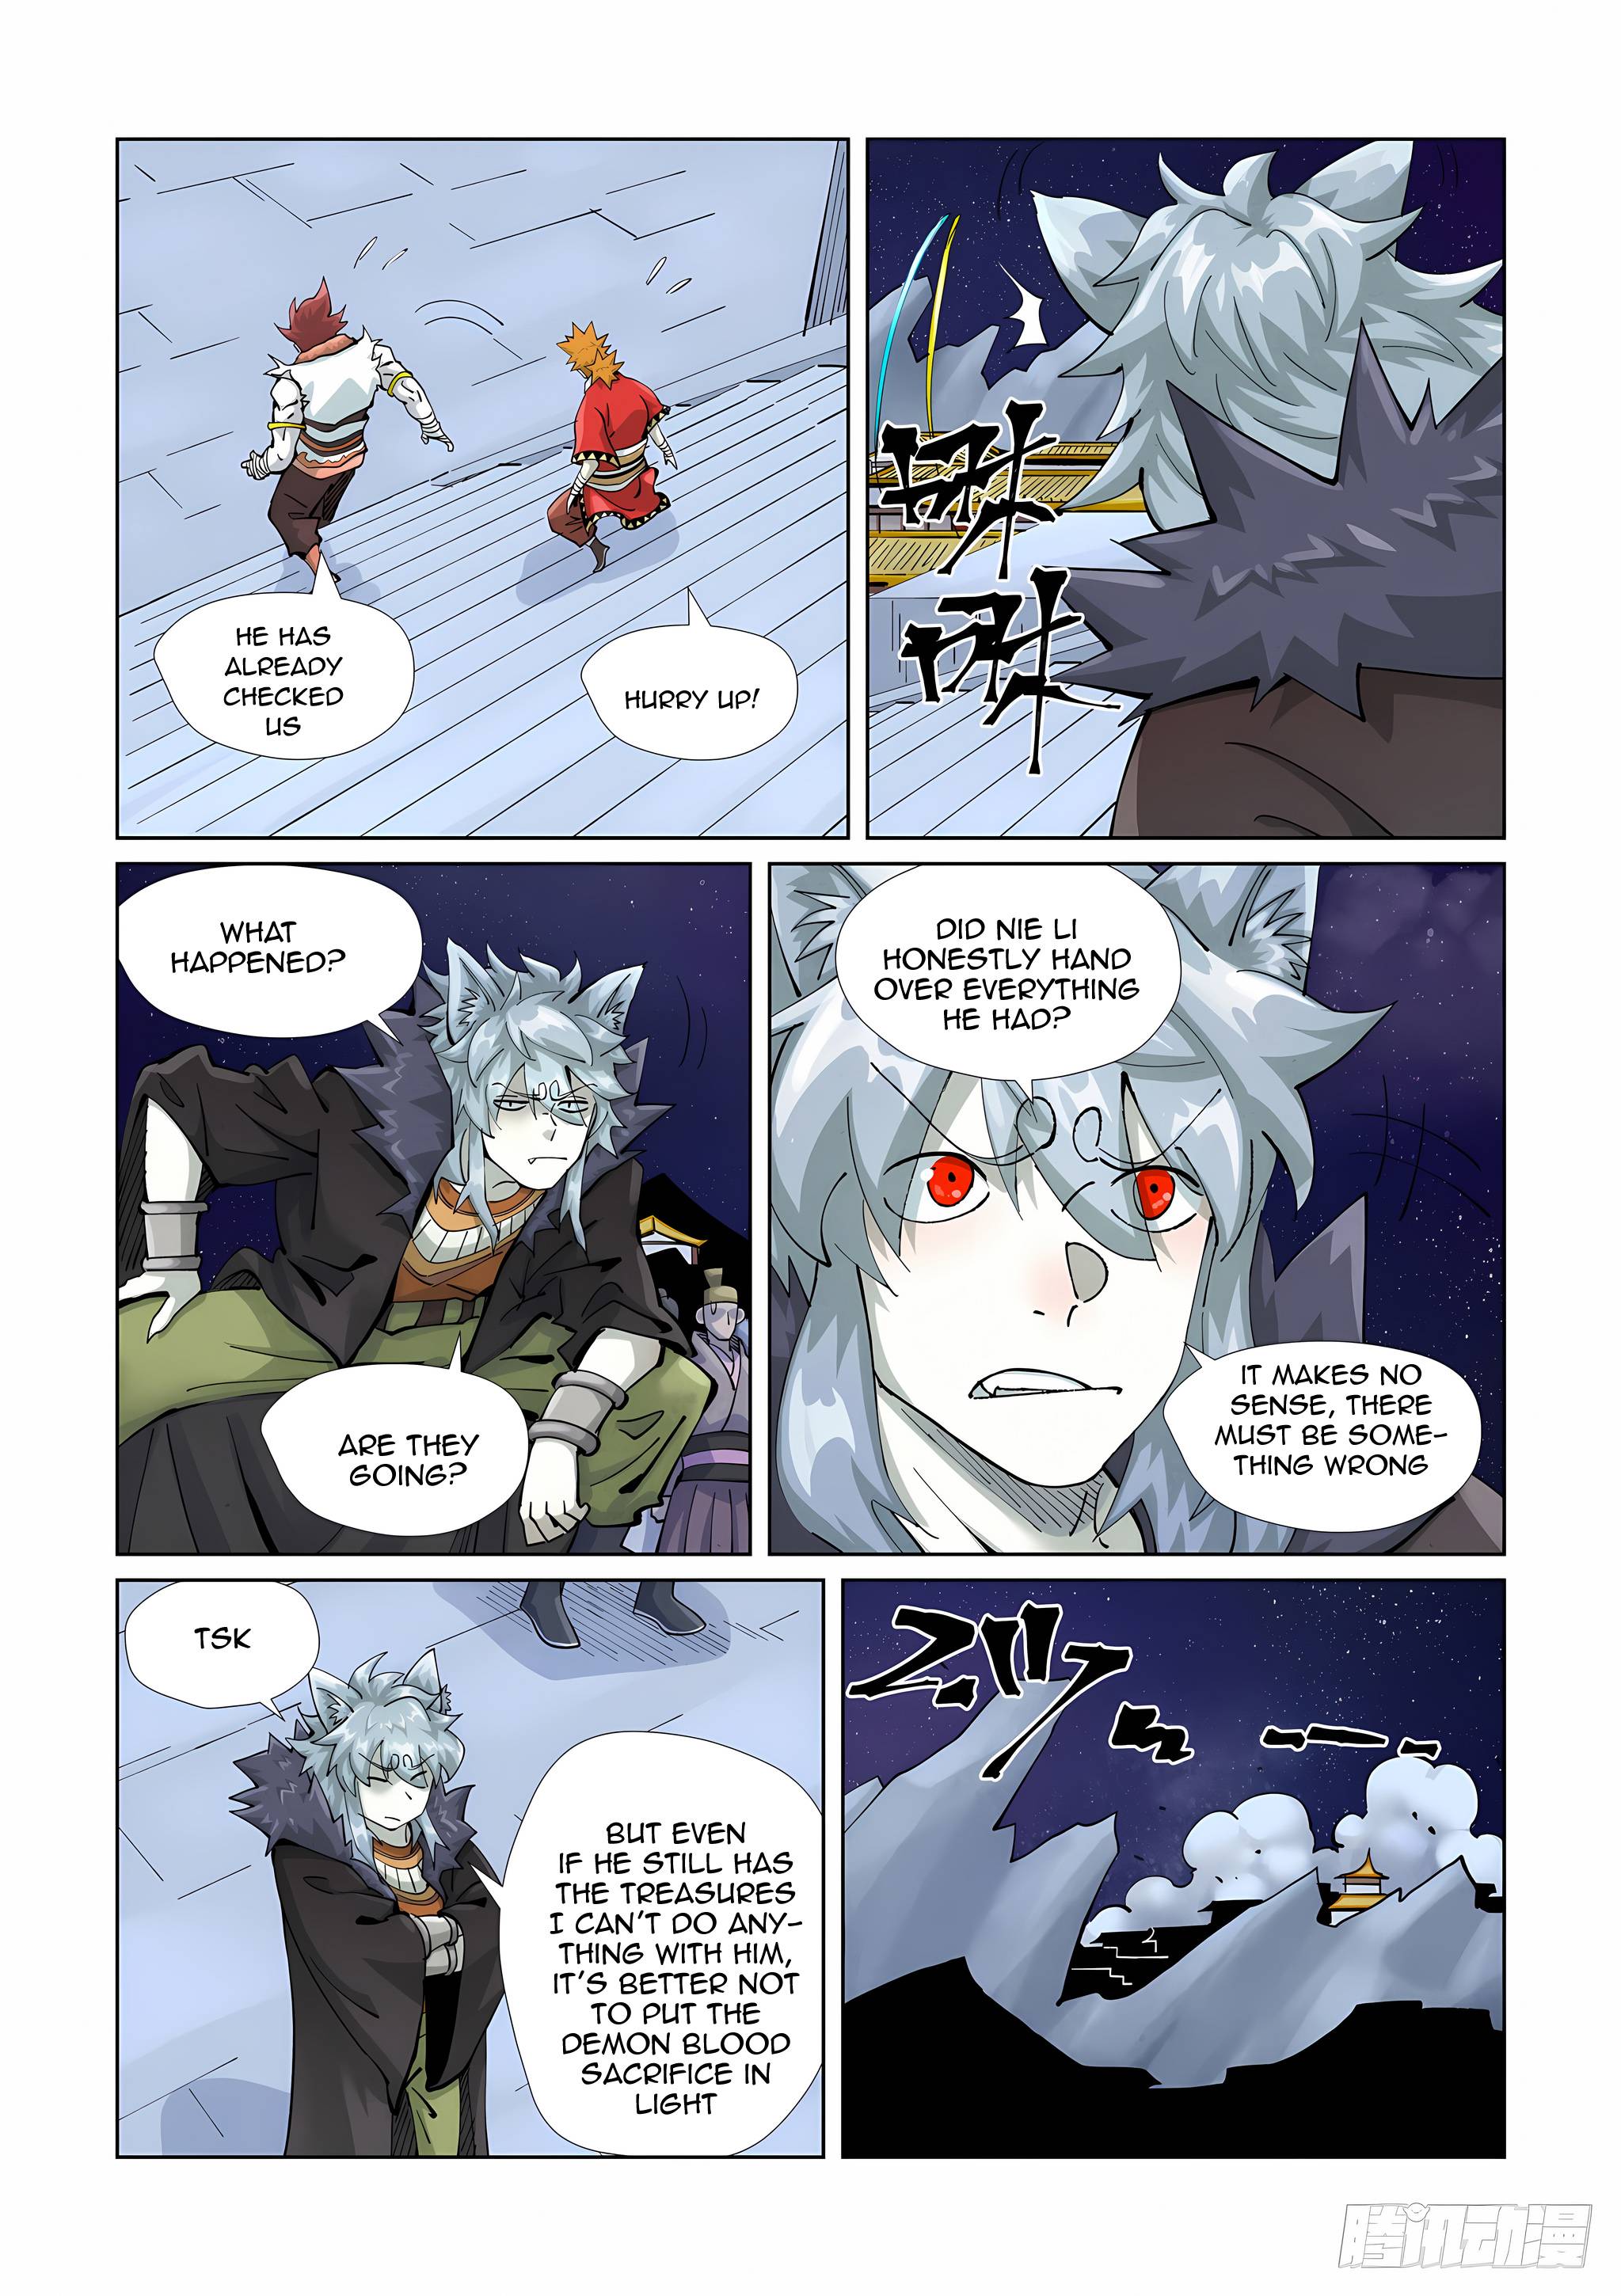 HE HAS
ALREADY
CHECKED
US
HURRY UP!
WHAT
HAPPENED?
ARE THEY
GOING?
DID NIE LI
HONESTLY HAND
OVER EVERYTHING
HE HAD?
IT MAKES NO
SENSE, THERE
MUST BE SOME-
THING WRONG
TSK
BUT EVEN
IF HE STILL HAS
THE TREASURES
I CAN'T DO ANY-
THING WITH HIM,
IT'S BETTER NOT
TO PUT THE
DEMON BLOOD
SACRIFICE IN
LIGHT
腾讯动漫